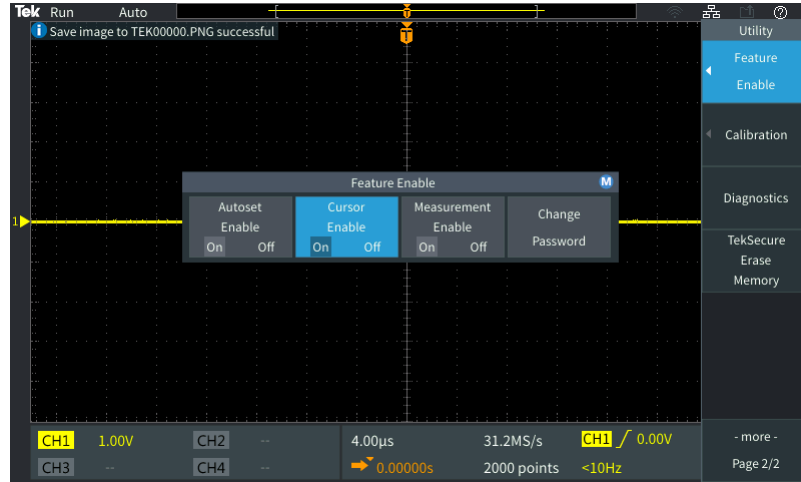 Tek Run Auto
T
i Save image to TEK00000.PNG successful
T
Utility
Feature
Enable
Calibration
Diagnostics
TekSecure
Erase
Memory
- more -
Page 2/2
Feature Enable M
Autoset
Enable
On Off
Cursor
Enable
On Off
Measurement
Enable
On Off
Change
Password
1
CH1 1.00V CH2 -- 4.00µs 31.2MS/s CH1 0.00V
CH3 -- CH4 -- 0.00000s 2000 points <10Hz